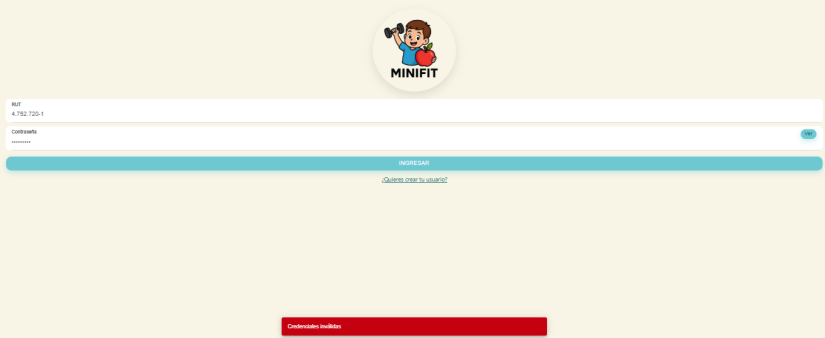 MINIFIT
RUT
4.752.720-1
Contraseña
Ver
•••••••••
INGRESAR
¿Quieres crear tu usuario?
Credenciales inválidas